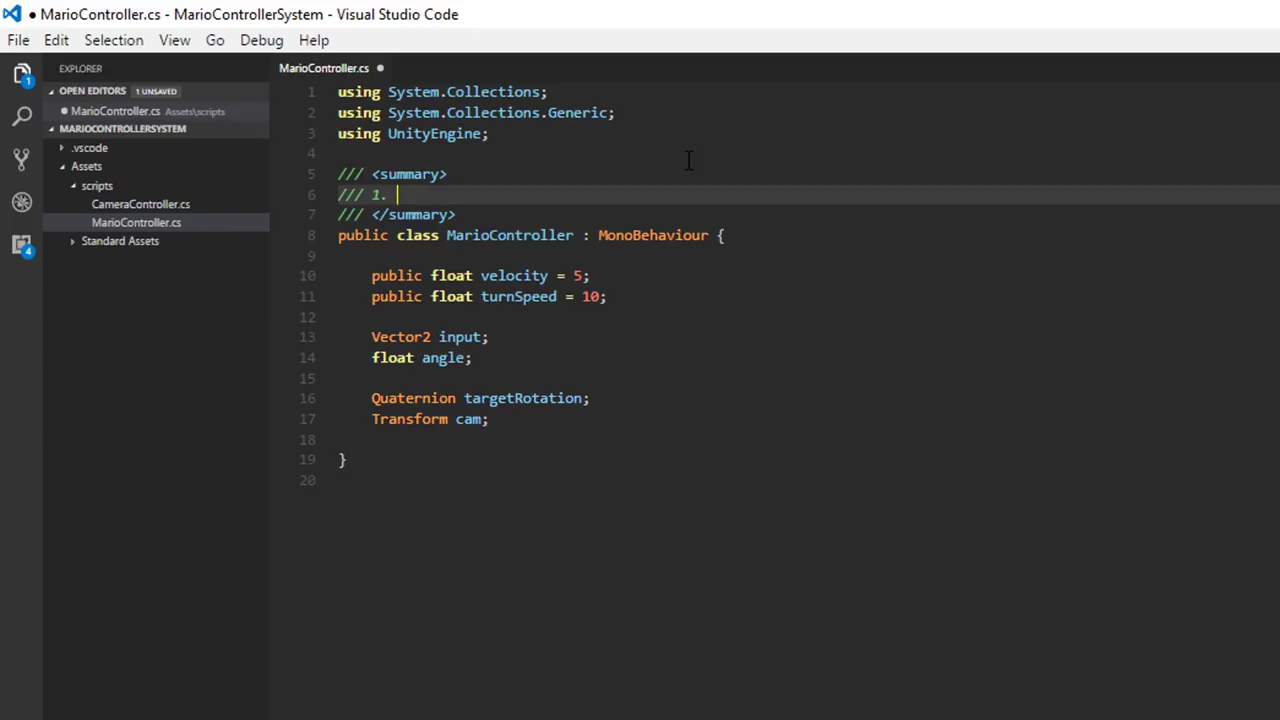 ● MarioController.cs - MarioControllerSystem - Visual Studio Code
File Edit Selection View Go Debug Help
EXPLORER
OPEN EDITORS 1 UNSAVED
MarioController.cs Assets\scripts
MARIOCONTROLLERSYSTEM
.vscode
Assets
scripts
CameraController.cs
MarioController.cs
Standard Assets
1
4
MarioController.cs ●
1 using System.Collections;
2 using System.Collections.Generic;
3 using UnityEngine;
4
5 /// <summary>
6 /// 1.
7 /// </summary>
8 public class MarioController : MonoBehaviour {
9
10 public float velocity = 5;
11 public float turnSpeed = 10;
12
13 Vector2 input;
14 float angle;
15
16 Quaternion targetRotation;
17 Transform cam;
18
19 }
20